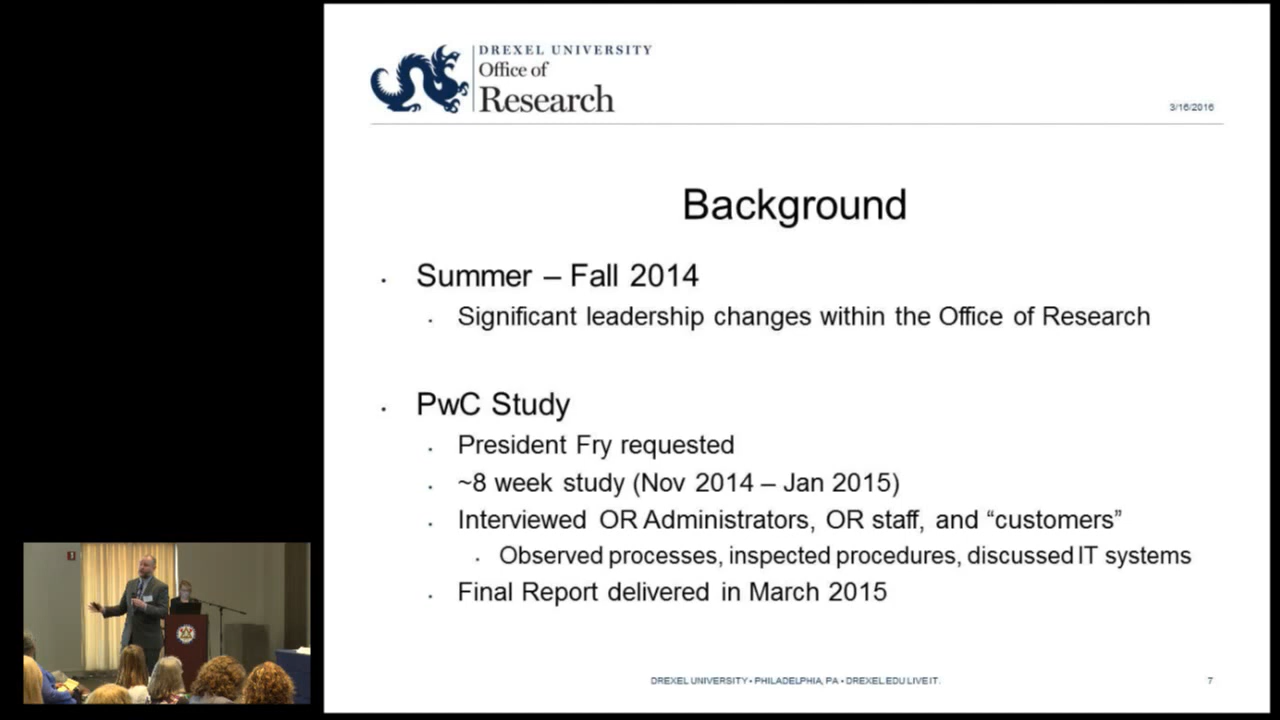 DREXEL UNIVERSITY
Office of
Research
3/16/2016
Background
Summer – Fall 2014
Significant leadership changes within the Office of Research
PwC Study
President Fry requested
~8 week study (Nov 2014 – Jan 2015)
Interviewed OR Administrators, OR staff, and “customers”
Observed processes, inspected procedures, discussed IT systems
Final Report delivered in March 2015
DREXEL UNIVERSITY • PHILADELPHIA, PA • DREXEL.EDU LIVE IT.
7